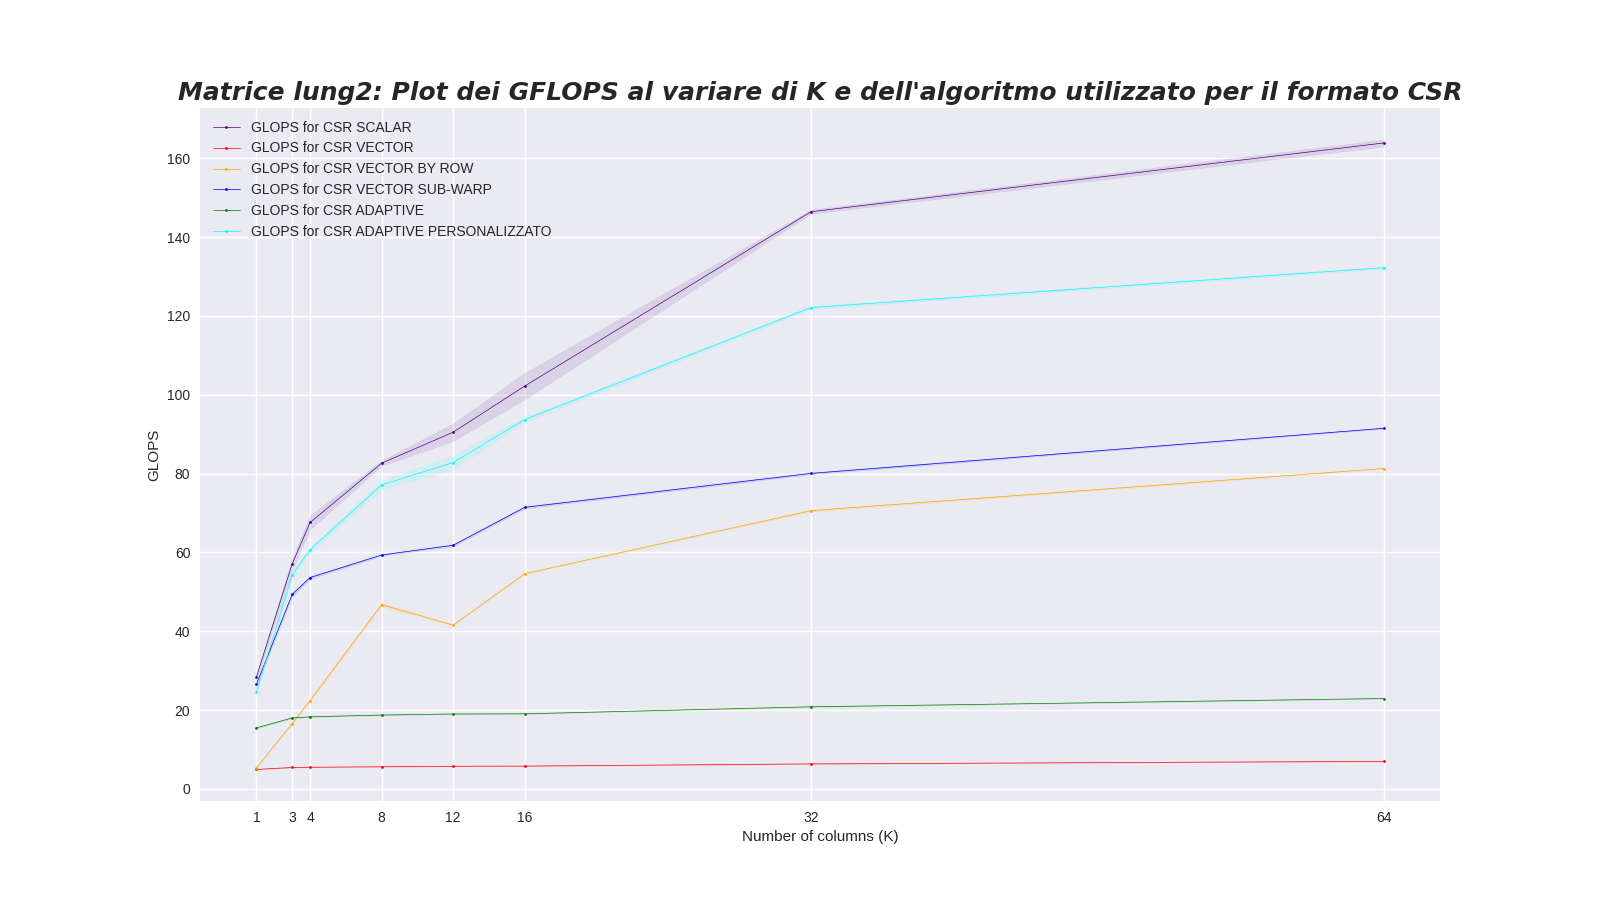 Matrice lung2: Plot dei GFLOPS al variare di K e dell'algoritmo utilizzato per il formato CSR
GLOPS for CSR SCALAR
GLOPS for CSR VECTOR
GLOPS for CSR VECTOR BY ROW
GLOPS for CSR VECTOR SUB-WARP
GLOPS for CSR ADAPTIVE
GLOPS for CSR ADAPTIVE PERSONALIZZATO
GLOPS
160
140
120
100
80
60
40
20
0
1 3 4 8 12 16 32 64
Number of columns (K)